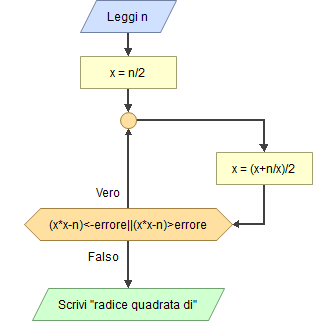 Leggi n
x = n/2
x = (x+n/x)/2
Vero
(x*x-n)<-errore||(x*x-n)>errore
Falso
Scrivi "radice quadrata di"